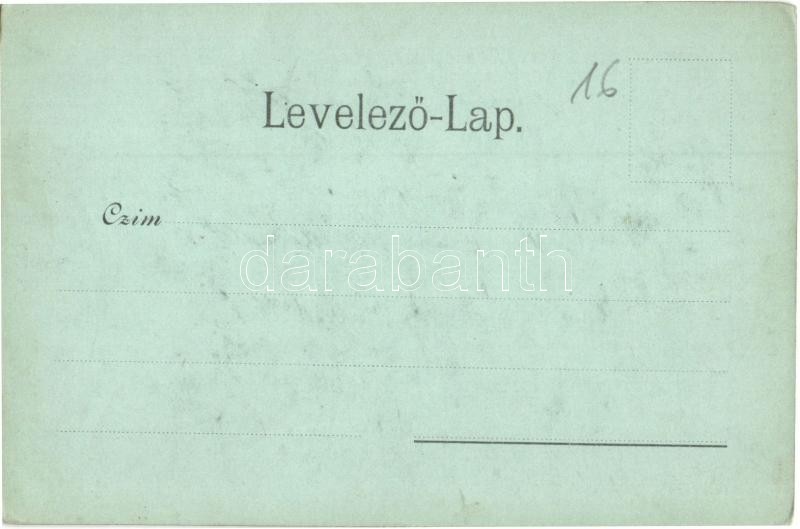 16
Levelező-Lap.
Czim
darabanth